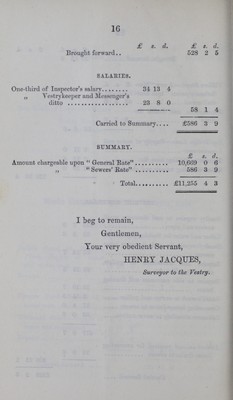 16
£ s. d. £ s. d.
Brought forward.. 528 2 5
SALARIES.
One-third of Inspector's salary........ 34 13 4
„ Vestrykeeper and Messenger's
ditto .................. 23 8 0
58 1 4
Carried to Summary.... £586 3 9
SUMMARY.
£ s. d.
Amount chargeable upon "General Rate".......... 10,669 0 6
„ "Sewers' Rate" .......... 586 3 9
Total.......... £11,255 4 3
I beg to remain,
Gentlemen,
Your very obedient Servant,
HENRY JACQUES,
Surveyor to the Vestry.